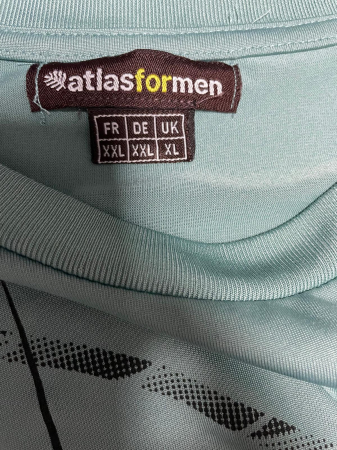 atlasformen
FR DE UK
XXL XXL XL